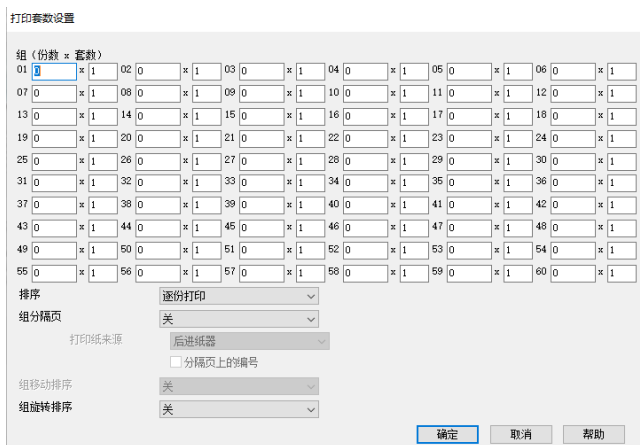 打印套数设置
组（份数 x 套数）
01 0 x 1 02 0 x 1 03 0 x 1 04 0 x 1 05 0 x 1 06 0 x 1
07 0 x 1 08 0 x 1 09 0 x 1 10 0 x 1 11 0 x 1 12 0 x 1
13 0 x 1 14 0 x 1 15 0 x 1 16 0 x 1 17 0 x 1 18 0 x 1
19 0 x 1 20 0 x 1 21 0 x 1 22 0 x 1 23 0 x 1 24 0 x 1
25 0 x 1 26 0 x 1 27 0 x 1 28 0 x 1 29 0 x 1 30 0 x 1
31 0 x 1 32 0 x 1 33 0 x 1 34 0 x 1 35 0 x 1 36 0 x 1
37 0 x 1 38 0 x 1 39 0 x 1 40 0 x 1 41 0 x 1 42 0 x 1
43 0 x 1 44 0 x 1 45 0 x 1 46 0 x 1 47 0 x 1 48 0 x 1
49 0 x 1 50 0 x 1 51 0 x 1 52 0 x 1 53 0 x 1 54 0 x 1
55 0 x 1 56 0 x 1 57 0 x 1 58 0 x 1 59 0 x 1 60 0 x 1
排序 逐份打印
组分隔页 关
打印纸来源 后进纸器
分隔页上的编号
组移动排序 关
组旋转排序 关
确定 取消 帮助